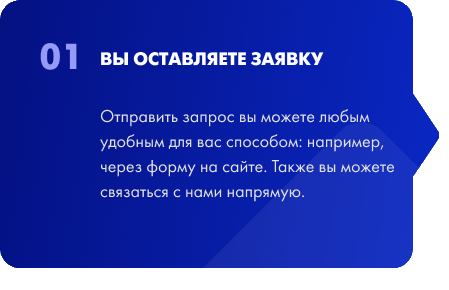 01 ВЫ ОСТАВЛЯЕТЕ ЗАЯВКУ
Отправить запрос вы можете любым
удобным для вас способом: например,
через форму на сайте. Также вы можете
связаться с нами напрямую.